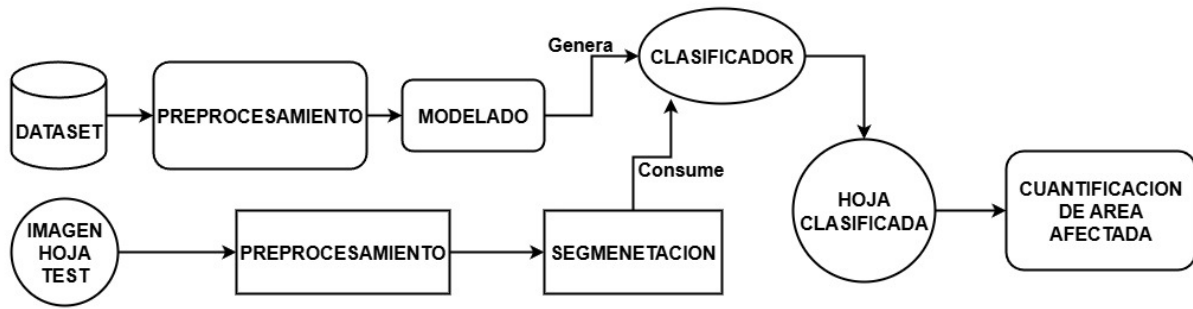 Genera
CLASIFICADOR
DATASET
PREPROCESAMIENTO
MODELADO
Consume
IMAGEN
HOJA
TEST
PREPROCESAMIENTO
SEGMENETACION
HOJA
CLASIFICADA
CUANTIFICACION
DE AREA
AFECTADA